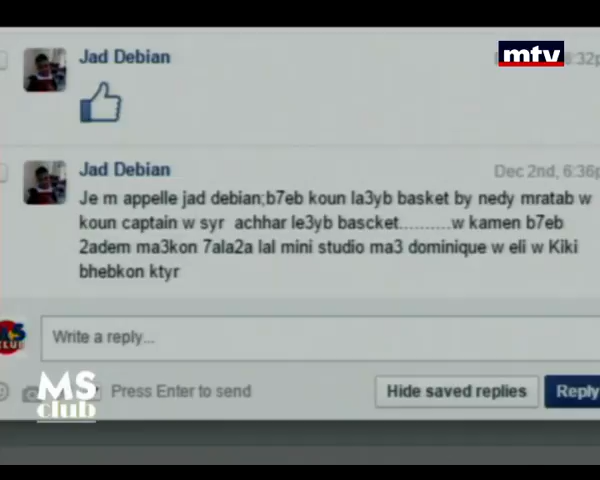 mtv
Jad Debian
:32p
Jad Debian
Dec 2nd, 6:36p
Je m appelle jad debian;b7eb koun la3yb basket by nedy mratab w
koun captain w syr achhar le3yb bascket..........w kamen b7eb
2adem ma3kon 7ala2a lal mini studio ma3 dominique w eli w Kiki
bhebkon ktyr
Write a reply...
MS
club
Press Enter to send
Hide saved replies
Reply